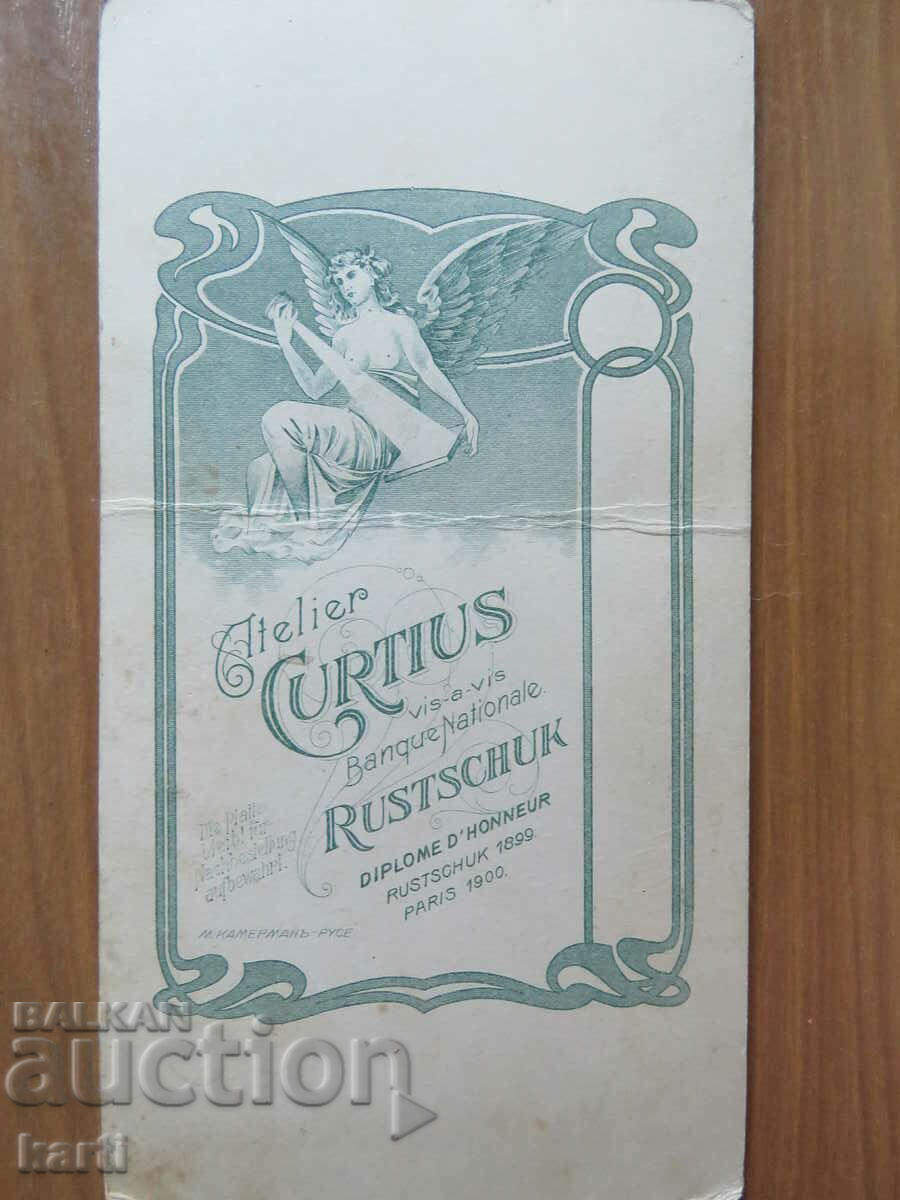 Atelier
CURTIUS
vis-a-vis
Banque Nationale.
RUSTSCHUK
DIPLOME D'HONNEUR
RUSTSCHUK 1899.
PARIS 1900.
Die Platte
bleibt für
Nachbestellung
aufbewahrt.
М. КАМЕРМАНЪ-РУСЕ
BALKAN
auction
karti